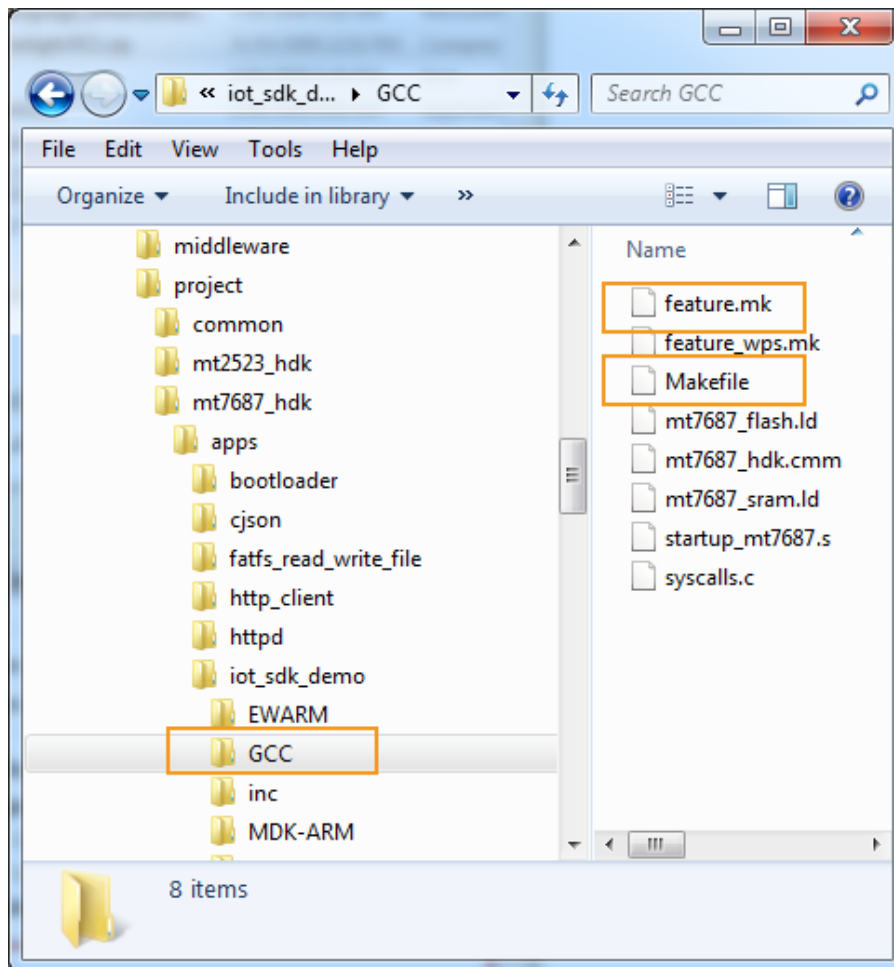 « iot_sdk_d... ▸ GCC
Search GCC
File Edit View Tools Help
Organize Include in library »
middleware
project
common
mt2523_hdk
mt7687_hdk
apps
bootloader
cjson
fatfs_read_write_file
http_client
httpd
iot_sdk_demo
EWARM
GCC
inc
MDK-ARM
Name
feature.mk
feature_wps.mk
Makefile
mt7687_flash.ld
mt7687_hdk.cmm
mt7687_sram.ld
startup_mt7687.s
syscalls.c
8 items